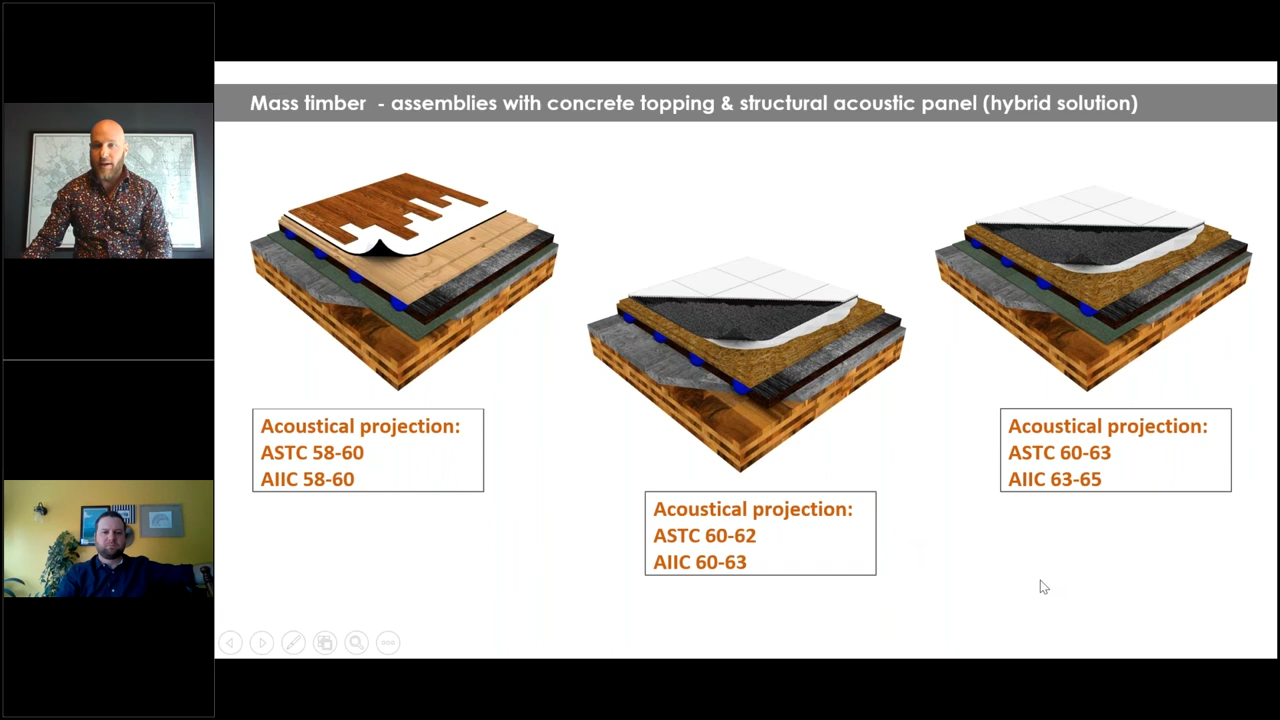 Mass timber - assemblies with concrete topping & structural acoustic panel (hybrid solution)
Acoustical projection:
ASTC 58-60
AIIC 58-60
Acoustical projection:
ASTC 60-62
AIIC 60-63
Acoustical projection:
ASTC 60-63
AIIC 63-65